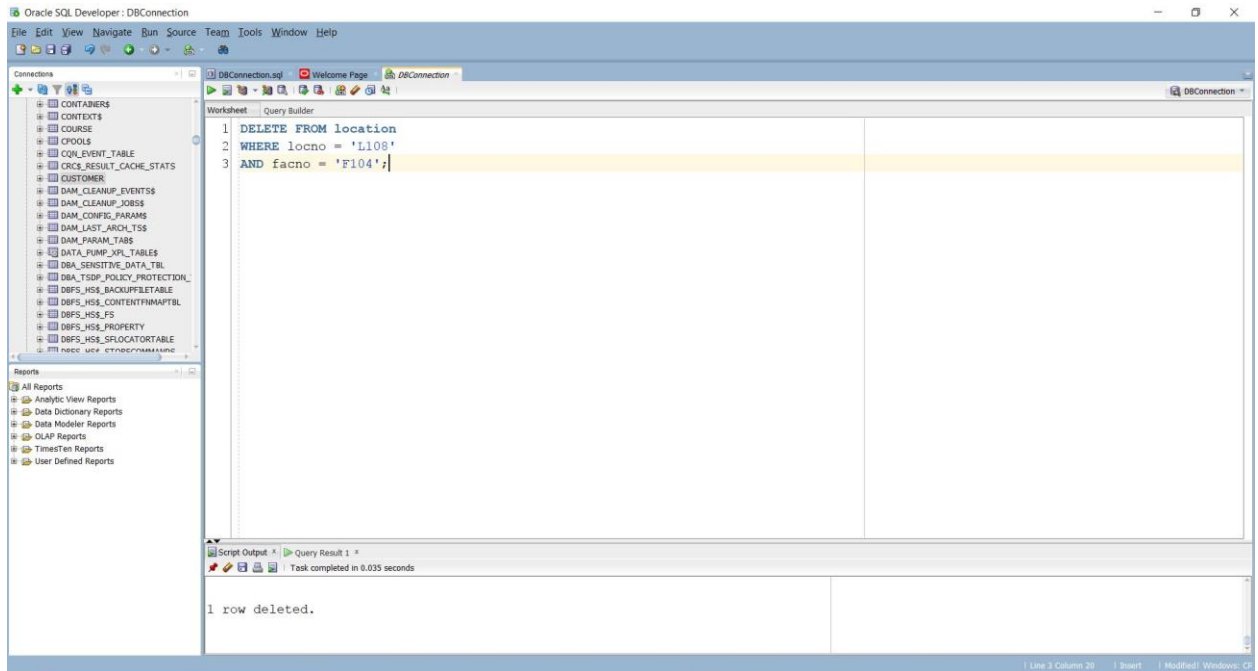 Oracle SQL Developer : DBConnection
File Edit View Navigate Run Source Team Tools Window Help
Connections
CONTAINER$
CONTEXT$
COURSE
CPOOL$
CQN_EVENT_TABLE
CRC$_RESULT_CACHE_STATS
CUSTOMER
DAM_CLEANUP_EVENTS$
DAM_CLEANUP_JOBS$
DAM_CONFIG_PARAM$
DAM_LAST_ARCH_TS$
DAM_PARAM_TAB$
DATA_PUMP_XPL_TABLE$
DBA_SENSITIVE_DATA_TBL
DBA_TSDP_POLICY_PROTECTION_
DBFS_HS$_BACKUPFILETABLE
DBFS_HS$_CONTENTFNMAPTBL
DBFS_HS$_FS
DBFS_HS$_PROPERTY
DBFS_HS$_SFLOCATORTABLE
Reports
All Reports
Analytic View Reports
Data Dictionary Reports
Data Modeler Reports
OLAP Reports
TimesTen Reports
User Defined Reports
DBConnection.sql Welcome Page DBConnection
DBConnection
Worksheet Query Builder
1 DELETE FROM location
2 WHERE locno = 'L108'
3 AND facno = 'F104';
Script Output Query Result 1
Task completed in 0.035 seconds
1 row deleted.
Line 3 Column 20 Insert Modified Windows: CR